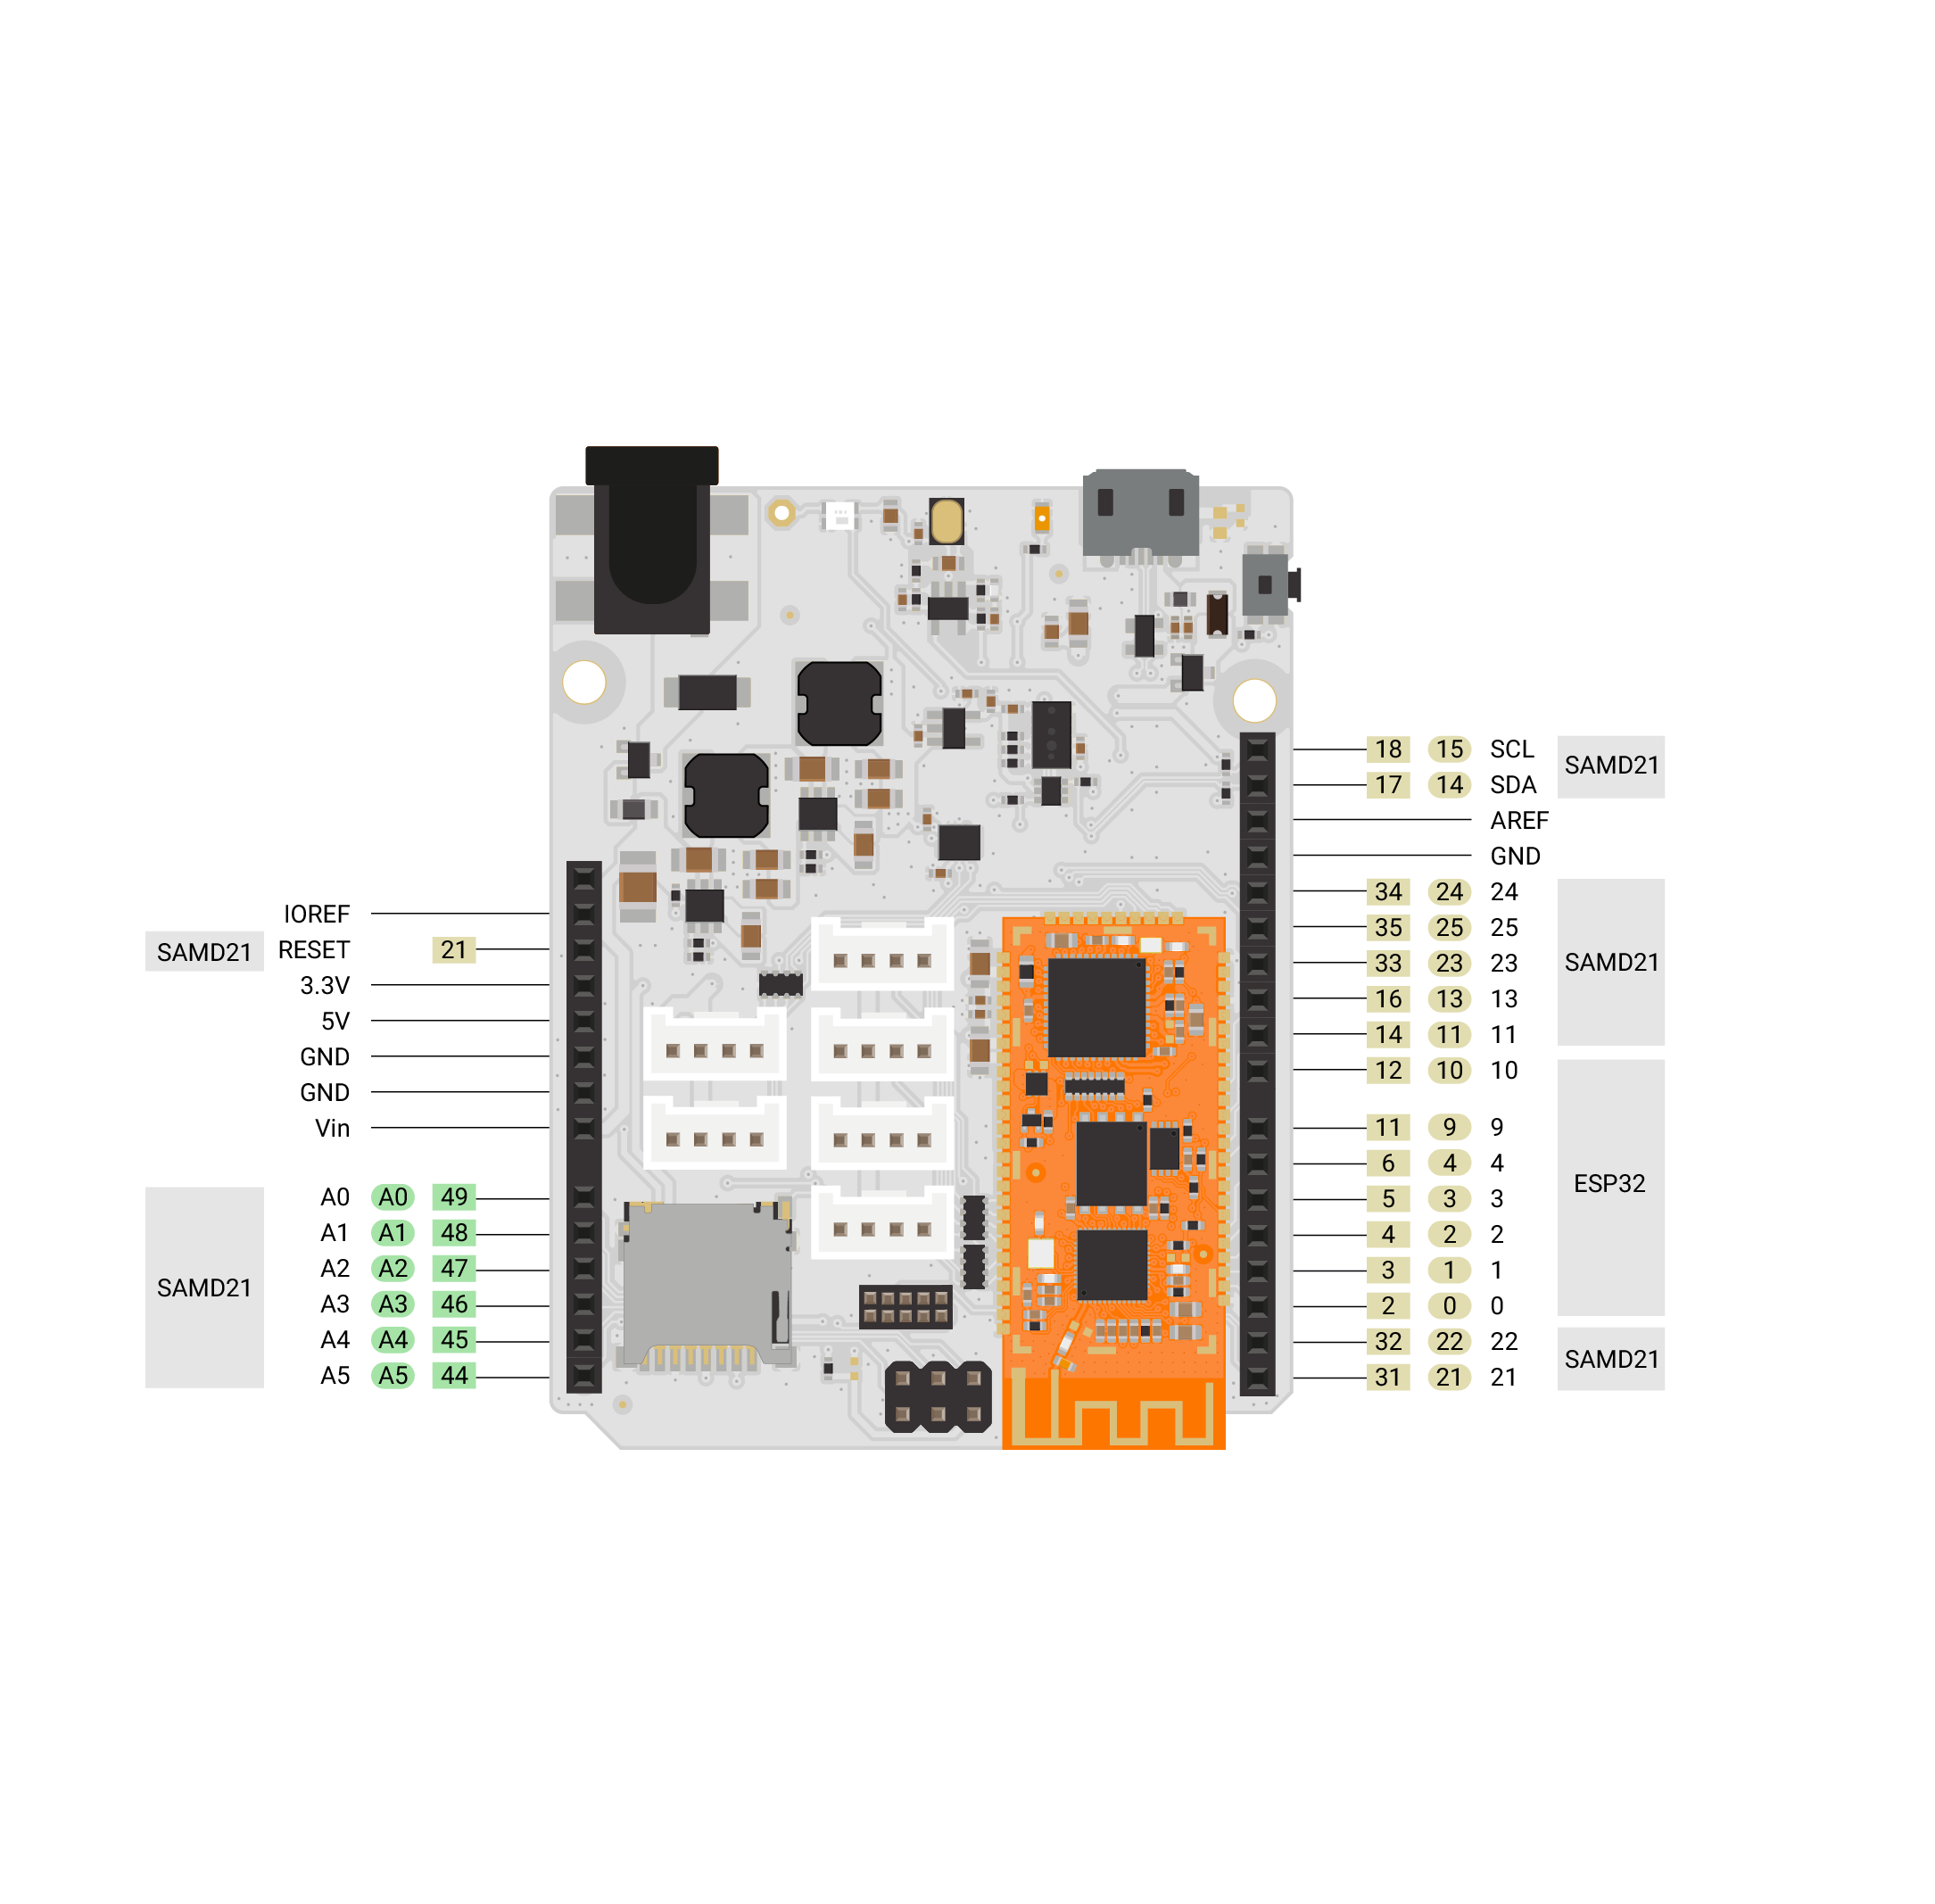 18 15 SCL
SAMD21
17 14 SDA
AREF
GND
34 24 24
35 25 25
33 23 23
SAMD21
16 13 13
14 11 11
12 10 10
11 9 9
6 4 4
ESP32
5 3 3
4 2 2
3 1 1
2 0 0
32 22 22
SAMD21
31 21 21
IOREF
SAMD21 RESET 21
3.3V
5V
GND
GND
Vin
A0 A0 49
A1 A1 48
A2 A2 47
SAMD21
A3 A3 46
A4 A4 45
A5 A5 44